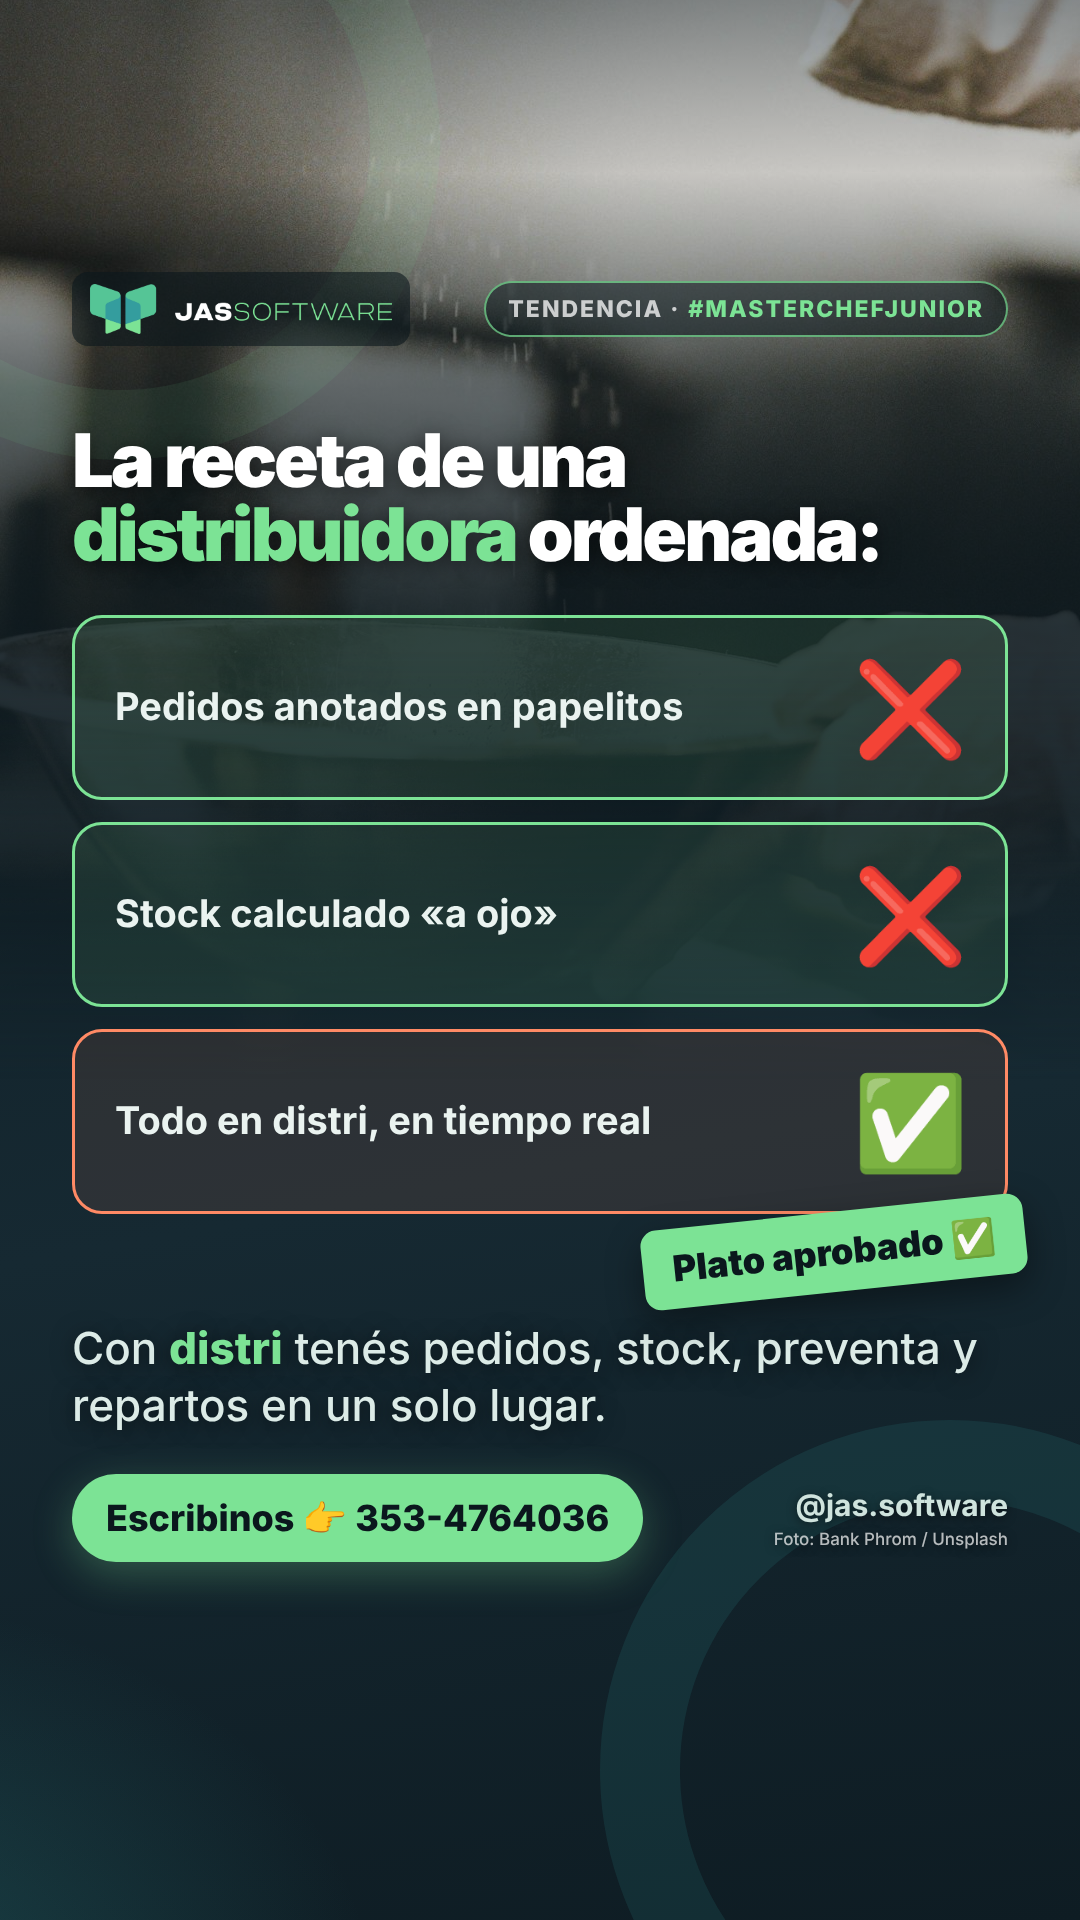 JASSOFTWARE
TENDENCIA · #MASTERCHEFJUNIOR
La receta de una
distribuidora ordenada:
Pedidos anotados en papelitos ❌
Stock calculado «a ojo» ❌
Todo en distri, en tiempo real ✅
Plato aprobado ✅
Con distri tenés pedidos, stock, preventa y
repartos en un solo lugar.
Escribinos 👉 353-4764036
@jas.software
Foto: Bank Phrom / Unsplash